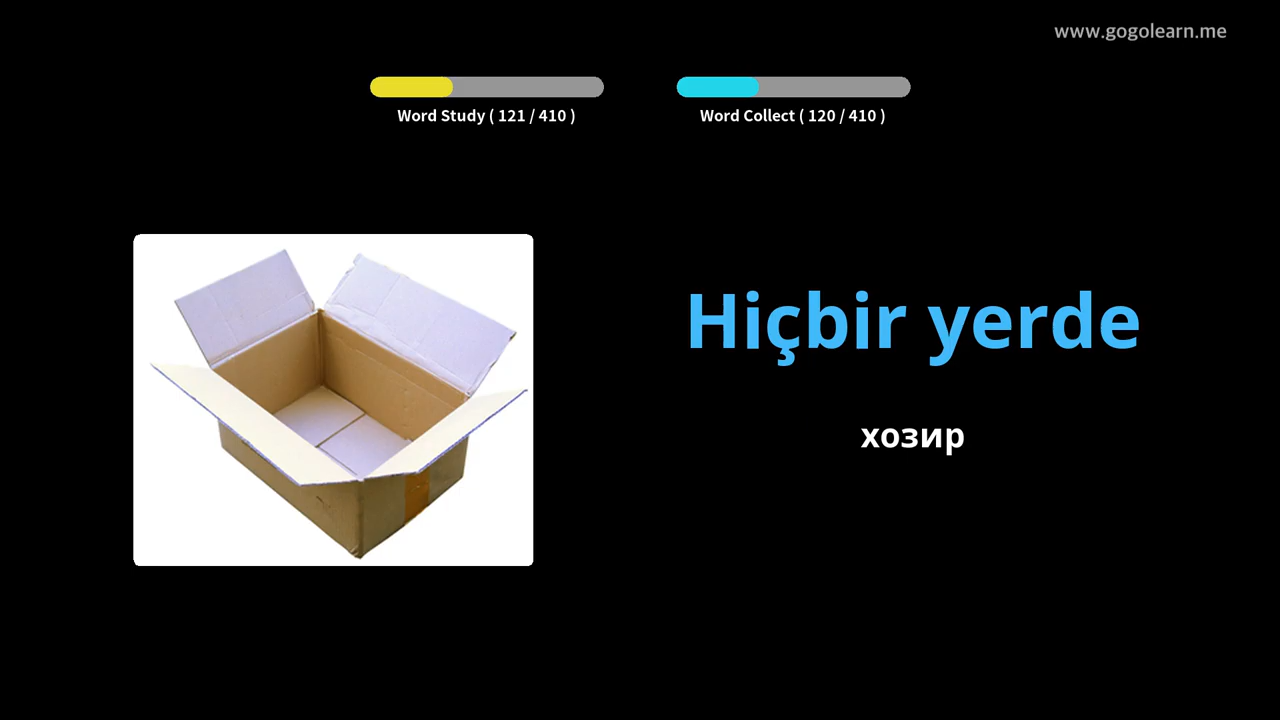 www.gogolearn.me
Word Study ( 121 / 410 )
Word Collect ( 120 / 410 )
Hiçbir yerde
хозир